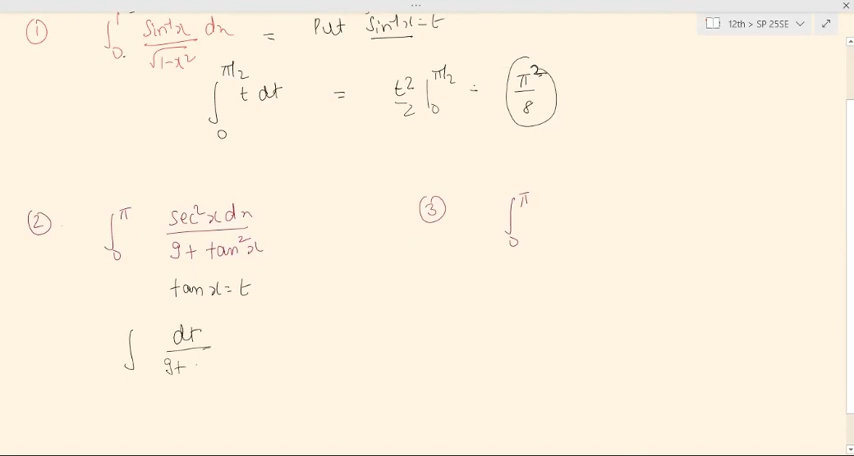 12th > SP 25SE
① ∫₀¹ sin⁻¹x dx / √(1-x²) = Put sin⁻¹x = t
∫₀^(π/2) t dt = t²/2 |₀^(π/2) = π²/8
② ∫₀^π sec²x dx / 9 + tan²x
③ ∫₀^π
tan x = t
∫ dt / 9+